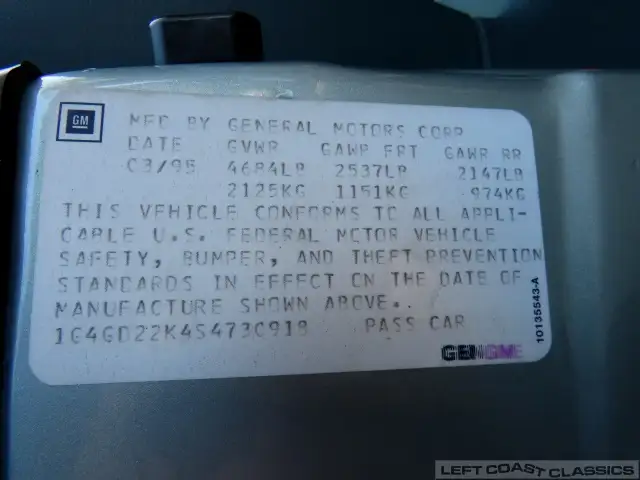 GM
MFD BY GENERAL MOTORS CORP
DATE GVWR GAWR FRT GAWR RR
03/95 4684LB 2537LB 2147LB
2125KG 1151KG 974KG
THIS VEHICLE CONFORMS TO ALL APPLI-
CABLE U.S. FEDERAL MOTOR VEHICLE
SAFETY, BUMPER, AND THEFT PREVENTION
STANDARDS IN EFFECT ON THE DATE OF
MANUFACTURE SHOWN ABOVE..
1G4GD22K4S4730918 PASS CAR
10135543-A
LEFT COAST CLASSICS